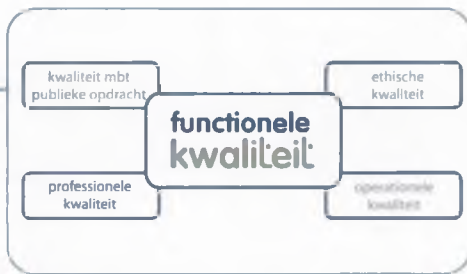 kwaliteit mbt
publieke opdracht
ethische
kwaliteit
functionele
kwaliteit
professionele
kwaliteit
operationele
kwaliteit